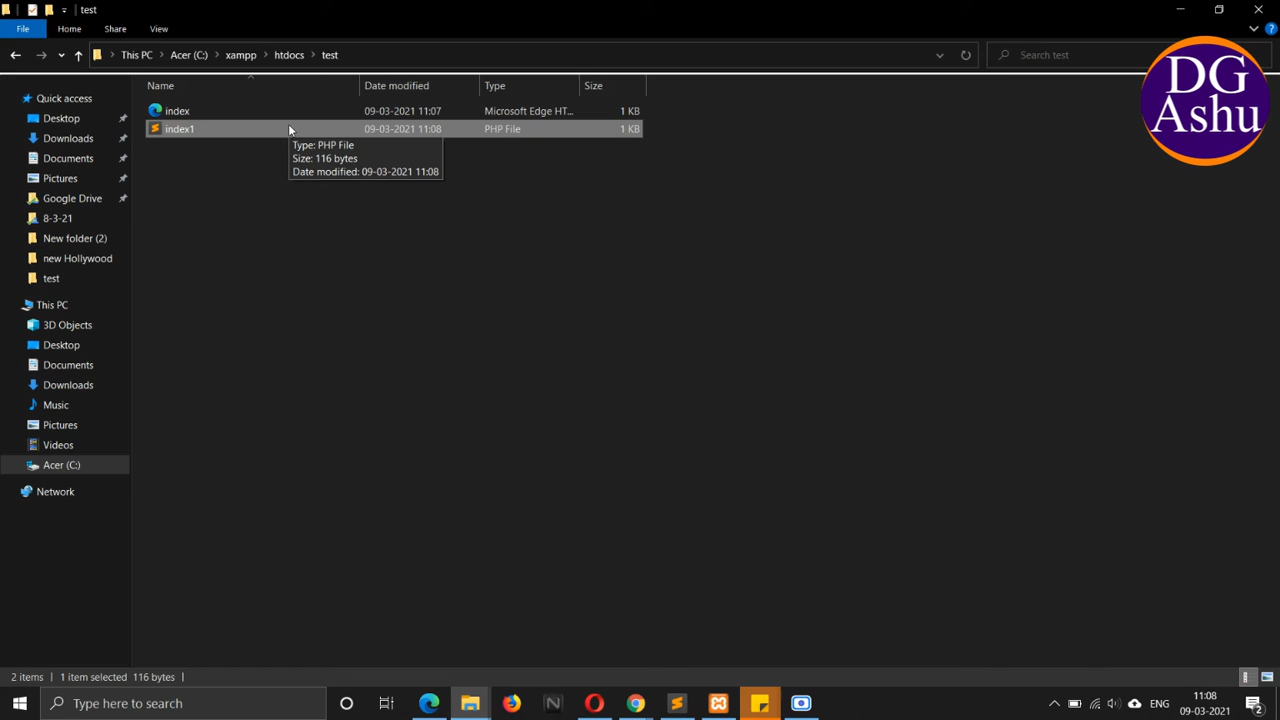 test
File Home Share View
This PC Acer (C:) xampp htdocs test Search test
DG
Ashu
Name Date modified Type Size
index 09-03-2021 11:07 Microsoft Edge HT... 1 KB
index1 09-03-2021 11:08 PHP File 1 KB
Type: PHP File
Size: 116 bytes
Date modified: 09-03-2021 11:08
Quick access
Desktop
Downloads
Documents
Pictures
Google Drive
8-3-21
New folder (2)
new Hollywood
test
This PC
3D Objects
Desktop
Documents
Downloads
Music
Pictures
Videos
Acer (C:)
Network
2 items 1 item selected 116 bytes
Type here to search
ENG
11:08
09-03-2021
2